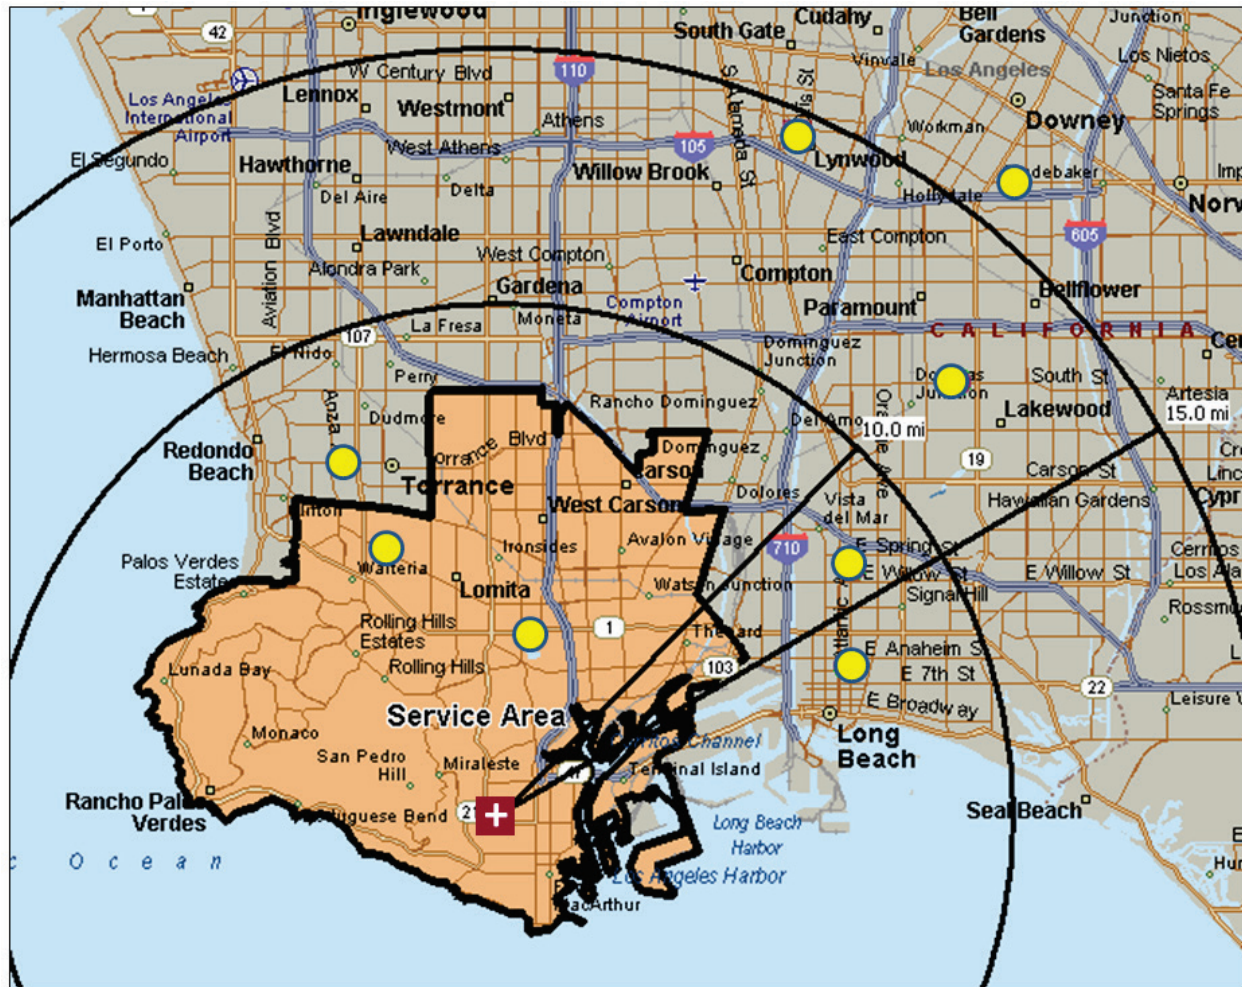 Inglewood
Cudahy
Bell
Gardens
Junction
42
South Gate
Vinvale
Los Nietos
W Century Blvd
110
Los Angeles
Santa Fe
Springs
Lennox
Westmont
S Alameda St
Los Angeles
International
Airport
Athens
Workman
Downey
El Segundo
Hawthorne
West Athens
105
Lynwood
Willow Brook
Del Aire
Delta
Hollydale
El Porto
Aviation Blvd
Lawndale
East Compton
605
West Compton
Alondra Park
Compton
Manhattan
Beach
Gardena
Compton
Airport
Paramount
Bellflower
La Fresa
Moneta
CALIFORNIA
107
Hermosa Beach
El Nido
Dominguez
Junction
Perry
South St
Artesia
Anza
Dudmore
Rancho Dominguez
Lakewood
15.0 mi
Del Amo
10.0 mi
Redondo
Beach
Torrance Blvd
Dominguez
Carson
19
Carson St
Torrance
West Carson
Dolores
Vista
del Mar
Hawaiian Gardens
Ironsides
Avalon Village
710
E Spring St
Palos Verdes
Estates
Walteria
Lomita
Watson Junction
E Willow St
E Willow St
Cerritos
Signal Hill
Rolling Hills
Estates
1
Atlantic
E Anaheim St
Lunada Bay
Rolling Hills
103
E 7th St
22
E Broadway
Service Area
Monaco
Long
Beach
San Pedro
Hill
Miraleste
Terminal Island
Rancho Palos
Verdes
Portuguese Bend
Seal Beach
Long Beach
Harbor
Ocean
Los Angeles Harbor
MacArthur